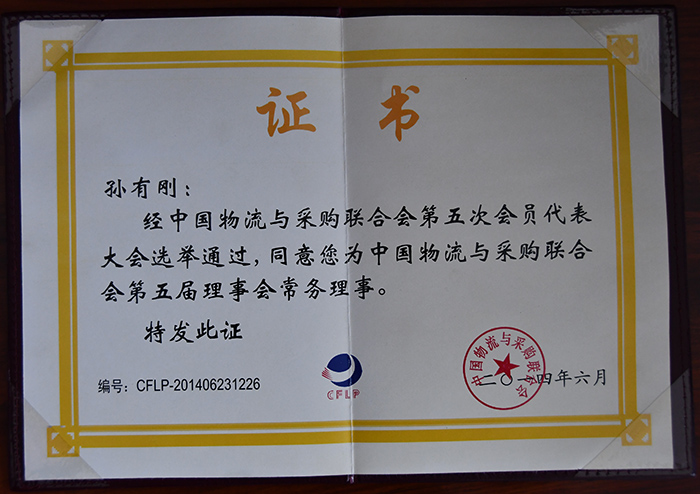 证书
孙有刚：
经中国物流与采购联合会第五次会员代表
大会选举通过，同意您为中国物流与采购联合
会第五届理事会常务理事。
特发此证
编号：CFLP-201406231226
CFLP
中国物流与采购联合会
二〇一四年六月